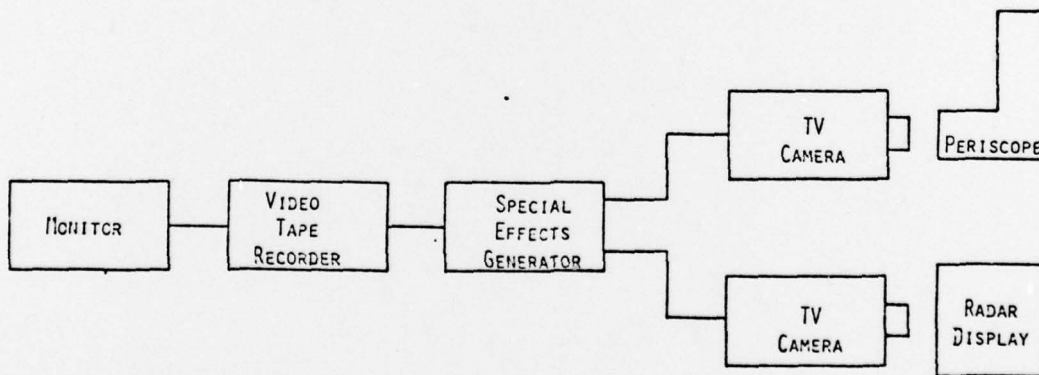 TV
CAMERA
PERISCOPE
MONITOR
VIDEO
TAPE
RECORDER
SPECIAL
EFFECTS
GENERATOR
TV
CAMERA
RADAR
DISPLAY